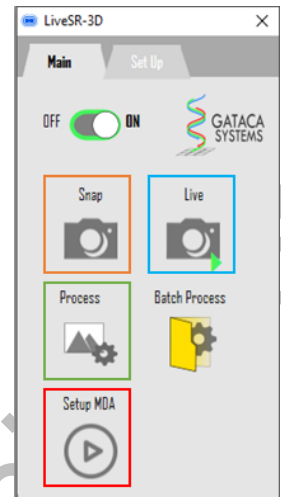 LiveSR-3D
Main
Set Up
OFF
ON
GATACA
SYSTEMS
Snap
Live
Process
Batch Process
Setup MDA